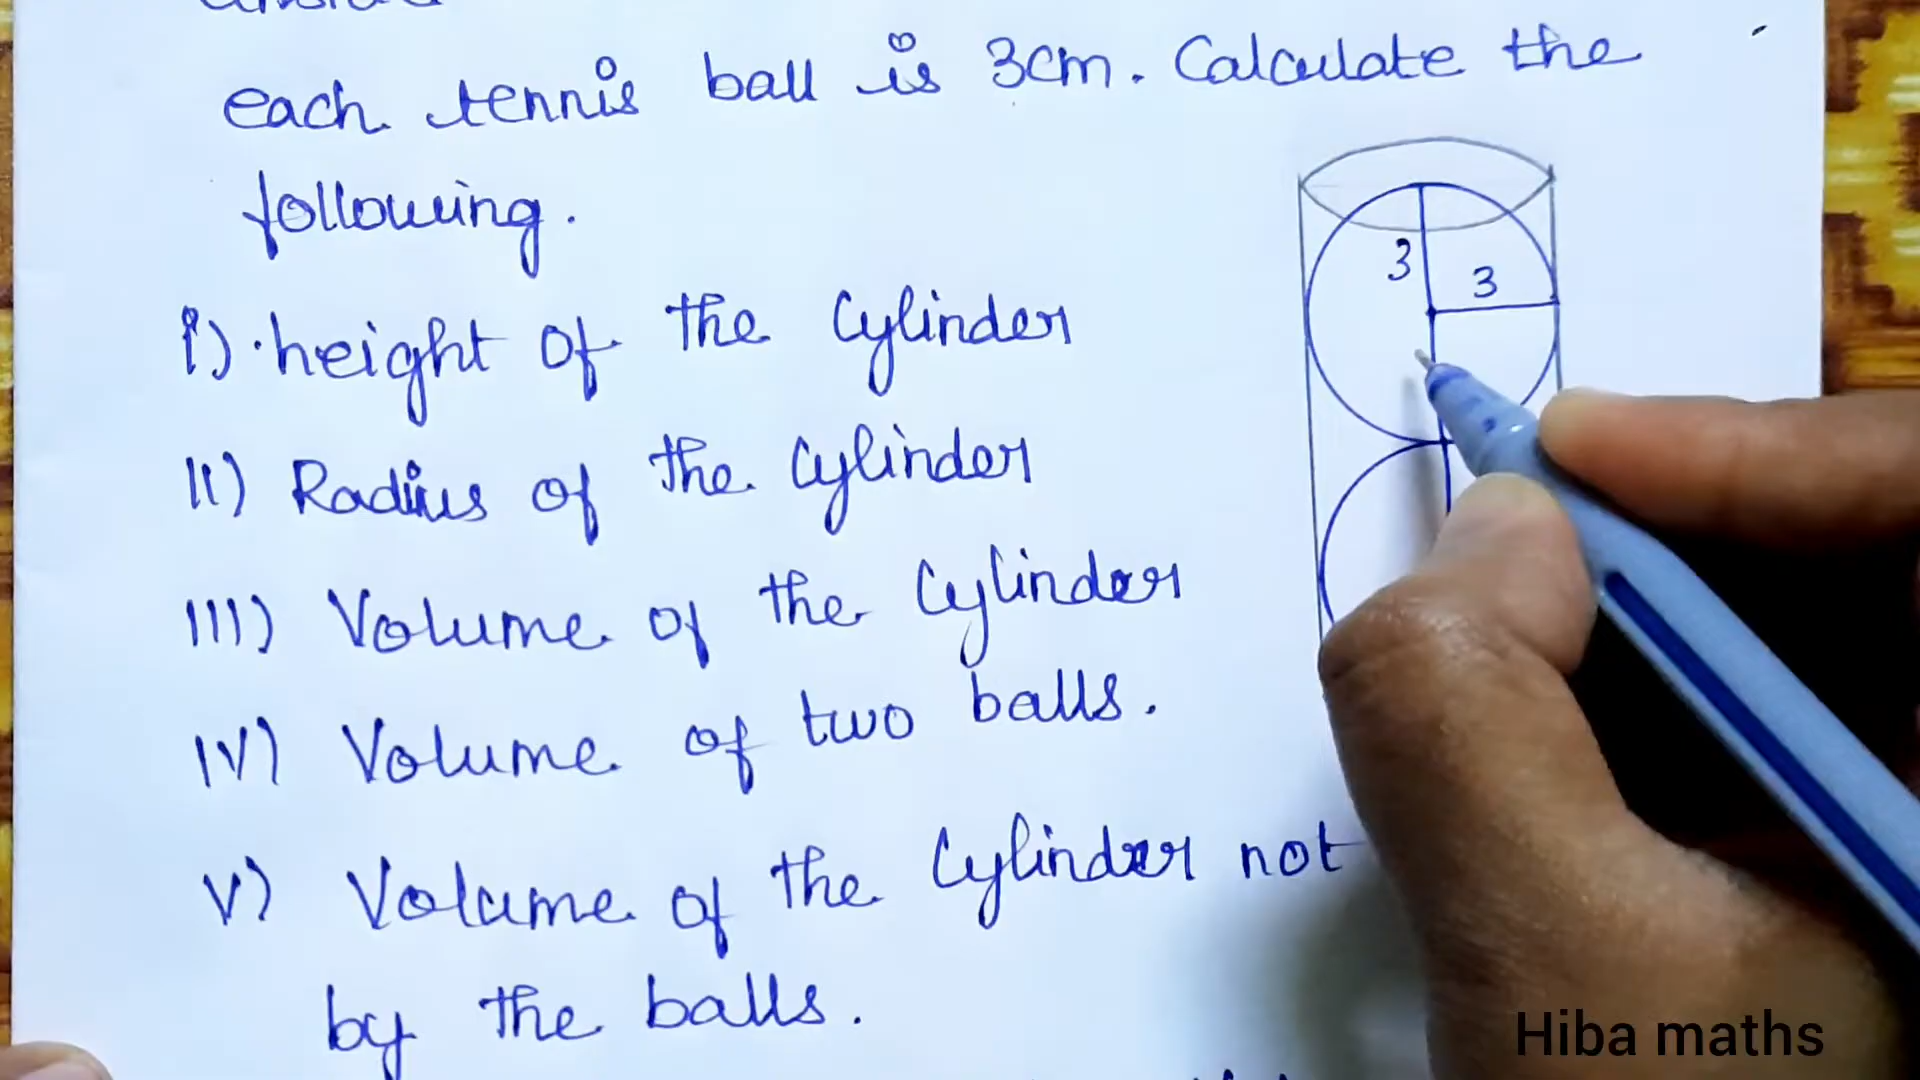 each tennis ball is 3cm. Calculate the
following.
3
3
i) height of the Cylinder
II) Radius of the Cylinder
III) Volume of the Cylinder
IV) Volume of two balls.
V) Volume of the Cylinder not
by the balls.
Hiba maths